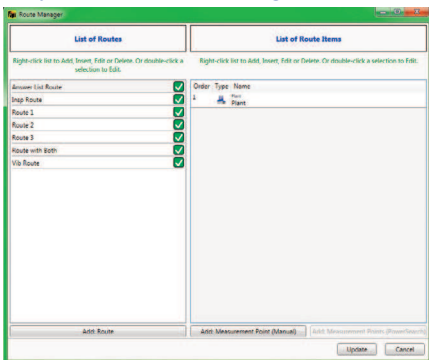 Route Manager
List of Routes
List of Route Items
Right-click list to Add, Insert, Edit or Delete. Or double-click a selection to Edit.
Right-click list to Add, Insert, Edit or Delete. Or double-click a selection to Edit.
Answer List Route
Insp Route
Route 1
Route 2
Route 3
Route with Both
Vib Route
Order Type Name
1 Plant
Plant
Add: Route
Add: Measurement Point (Manual)
Add: Measurement Points (PowerSearch)
Update
Cancel